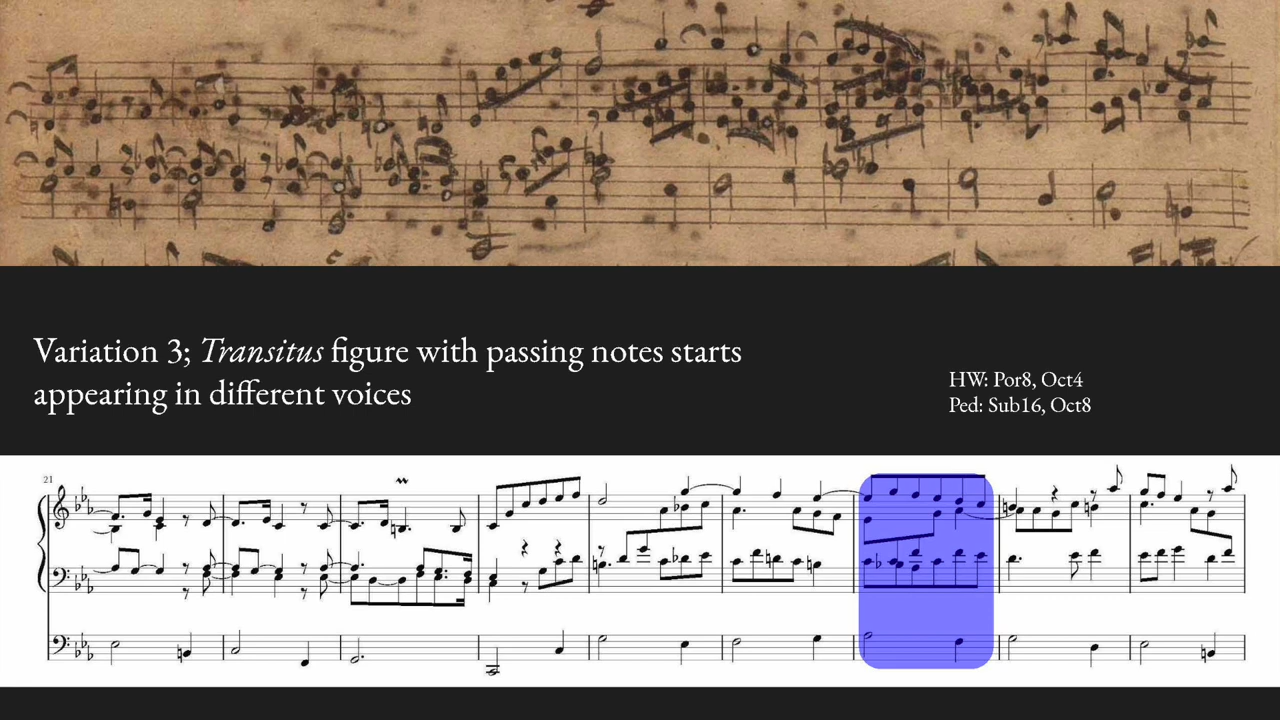 Variation 3; Transitus figure with passing notes starts
appearing in different voices
HW: Por8, Oct4
Ped: Sub16, Oct8
21